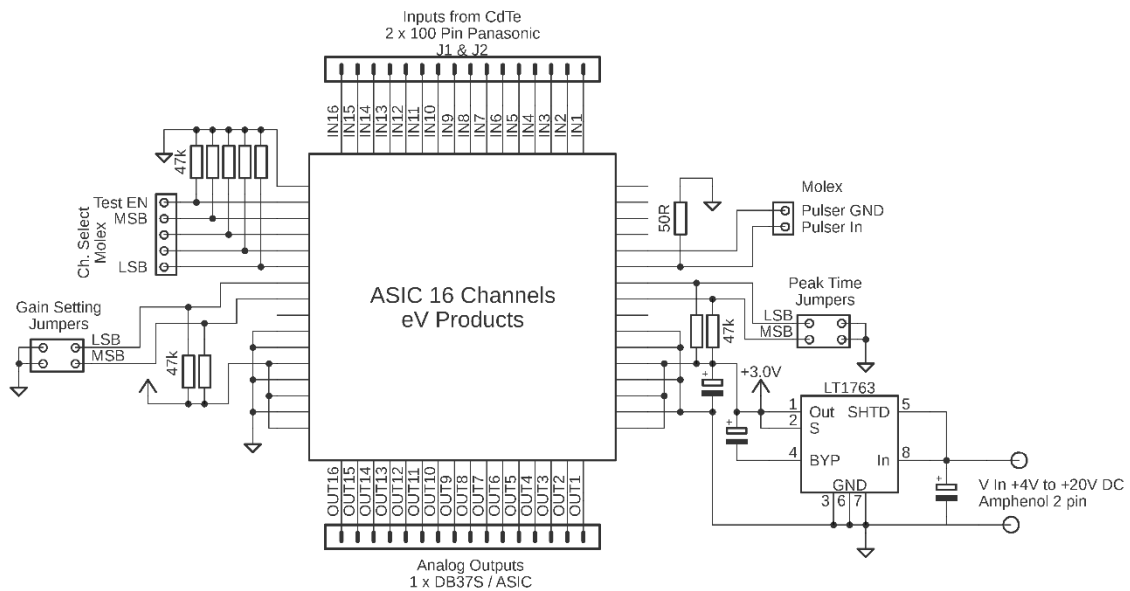 Inputs from CdTe
2 x 100 Pin Panasonic
J1 & J2
IN16
IN15
IN14
IN13
IN12
IN11
IN10
IN9
IN8
IN7
IN6
IN5
IN4
IN3
IN2
IN1
47k
Test EN
MSB
LSB
Ch. Select
Molex
Gain Setting
Jumpers
LSB
MSB
47k
ASIC 16 Channels
eV Products
50R
Molex
Pulser GND
Pulser In
Peak Time
Jumpers
LSB
MSB
47k
+
+3.0V
+
LT1763
1 Out SHTD 5
2 S
4 BYP In 8
GND
3 6 7
+
V In +4V to +20V DC
Amphenol 2 pin
OUT16
OUT15
OUT14
OUT13
OUT12
OUT11
OUT10
OUT9
OUT8
OUT7
OUT6
OUT5
OUT4
OUT3
OUT2
OUT1
Analog Outputs
1 x DB37S / ASIC